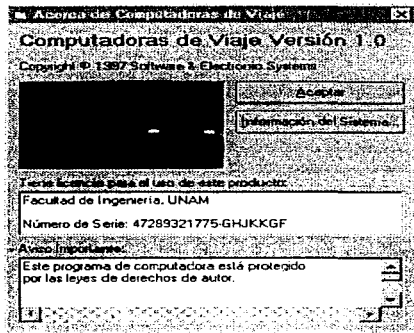 Acerca de Computadoras de Viaje
Computadoras de Viaje Versión 1.0
Copyright © 1997 Software & Electronic Systems
Aceptar
Información del Sistema...
Tiene licencia para el uso de este producto:
Facultad de Ingeniería, UNAM
Número de Serie: 47289321775-GHJKKGF
Aviso Importante:
Este programa de computadora está protegido
por las leyes de derechos de autor.